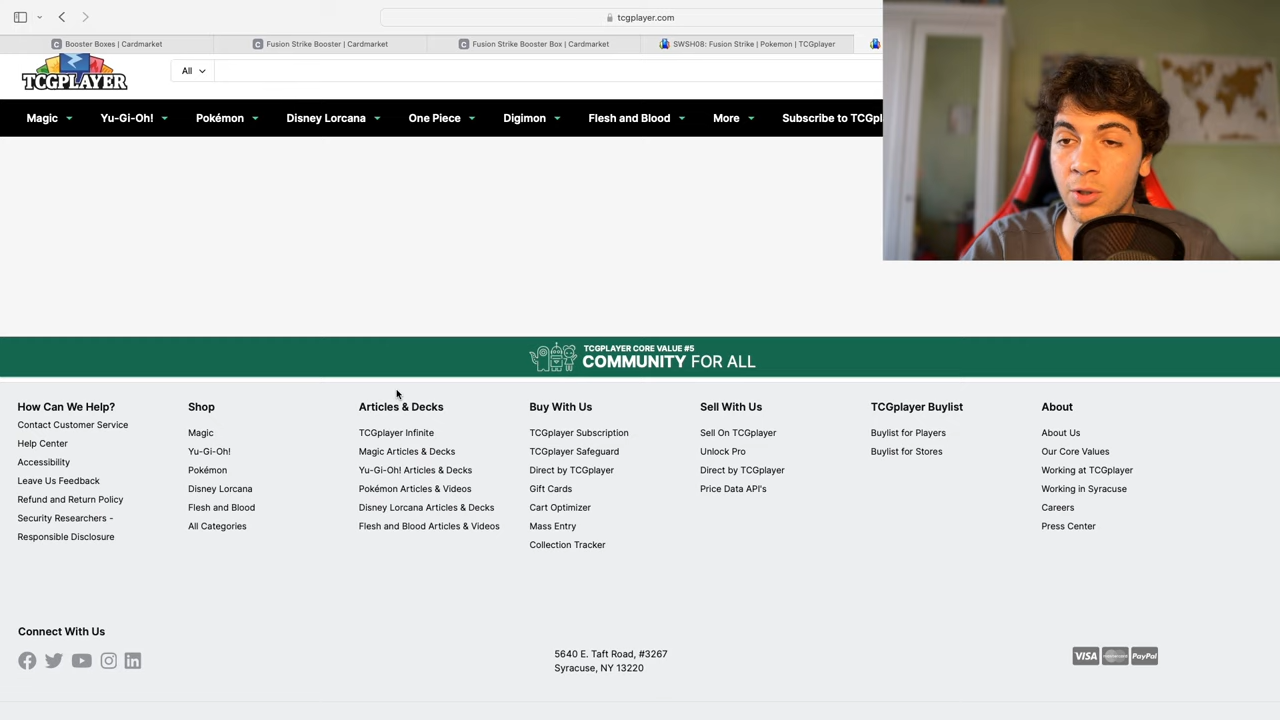 tcgplayer.com
Booster Boxes | Cardmarket
Fusion Strike Booster | Cardmarket
Fusion Strike Booster Box | Cardmarket
SWSH08: Fusion Strike | Pokemon | TCGplayer
TCGPLAYER
All
Magic
Yu-Gi-Oh!
Pokémon
Disney Lorcana
One Piece
Digimon
Flesh and Blood
More
Subscribe to TCGpl
TCGPLAYER CORE VALUE #5
COMMUNITY FOR ALL
How Can We Help?
Contact Customer Service
Help Center
Accessibility
Leave Us Feedback
Refund and Return Policy
Security Researchers -
Responsible Disclosure
Shop
Magic
Yu-Gi-Oh!
Pokémon
Disney Lorcana
Flesh and Blood
All Categories
Articles & Decks
TCGplayer Infinite
Magic Articles & Decks
Yu-Gi-Oh! Articles & Decks
Pokémon Articles & Videos
Disney Lorcana Articles & Decks
Flesh and Blood Articles & Videos
Buy With Us
TCGplayer Subscription
TCGplayer Safeguard
Direct by TCGplayer
Gift Cards
Cart Optimizer
Mass Entry
Collection Tracker
Sell With Us
Sell On TCGplayer
Unlock Pro
Direct by TCGplayer
Price Data API's
TCGplayer Buylist
Buylist for Players
Buylist for Stores
About
About Us
Our Core Values
Working at TCGplayer
Working in Syracuse
Careers
Press Center
Connect With Us
5640 E. Taft Road, #3267
Syracuse, NY 13220
VISA
PayPal